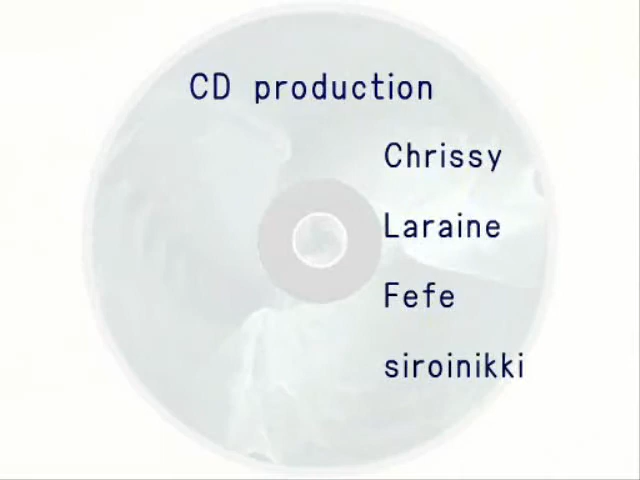 CD production
Chrissy
Laraine
Fefe
siroinikki